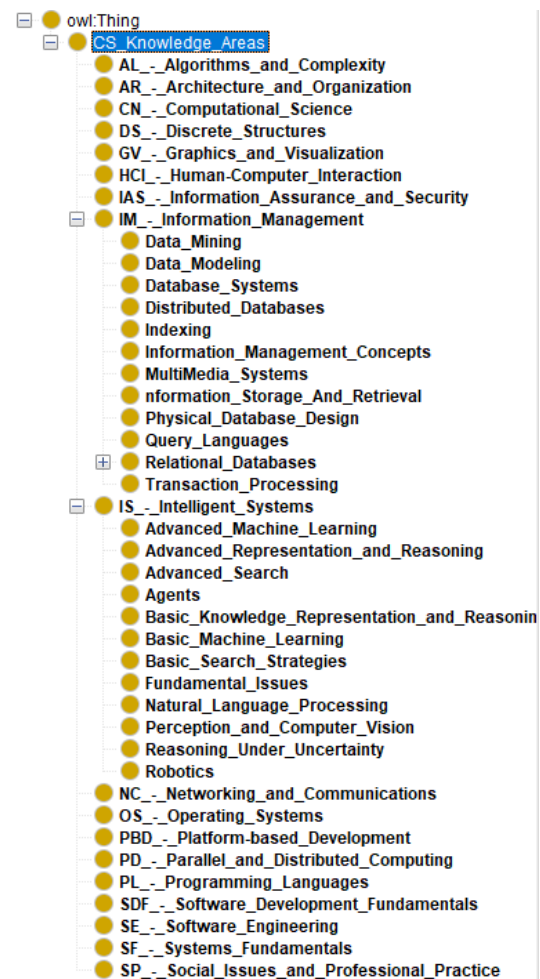 owl:Thing
CS_Knowledge_Areas
AL_-_Algorithms_and_Complexity
AR_-_Architecture_and_Organization
CN_-_Computational_Science
DS_-_Discrete_Structures
GV_-_Graphics_and_Visualization
HCI_-_Human-Computer_Interaction
IAS_-_Information_Assurance_and_Security
IM_-_Information_Management
Data_Mining
Data_Modeling
Database_Systems
Distributed_Databases
Indexing
Information_Management_Concepts
MultiMedia_Systems
nformation_Storage_And_Retrieval
Physical_Database_Design
Query_Languages
Relational_Databases
Transaction_Processing
IS_-_Intelligent_Systems
Advanced_Machine_Learning
Advanced_Representation_and_Reasoning
Advanced_Search
Agents
Basic_Knowledge_Representation_and_Reasonin
Basic_Machine_Learning
Basic_Search_Strategies
Fundamental_Issues
Natural_Language_Processing
Perception_and_Computer_Vision
Reasoning_Under_Uncertainty
Robotics
NC_-_Networking_and_Communications
OS_-_Operating_Systems
PBD_-_Platform-based_Development
PD_-_Parallel_and_Distributed_Computing
PL_-_Programming_Languages
SDF_-_Software_Development_Fundamentals
SE_-_Software_Engineering
SF_-_Systems_Fundamentals
SP_-_Social_Issues_and_Professional_Practice